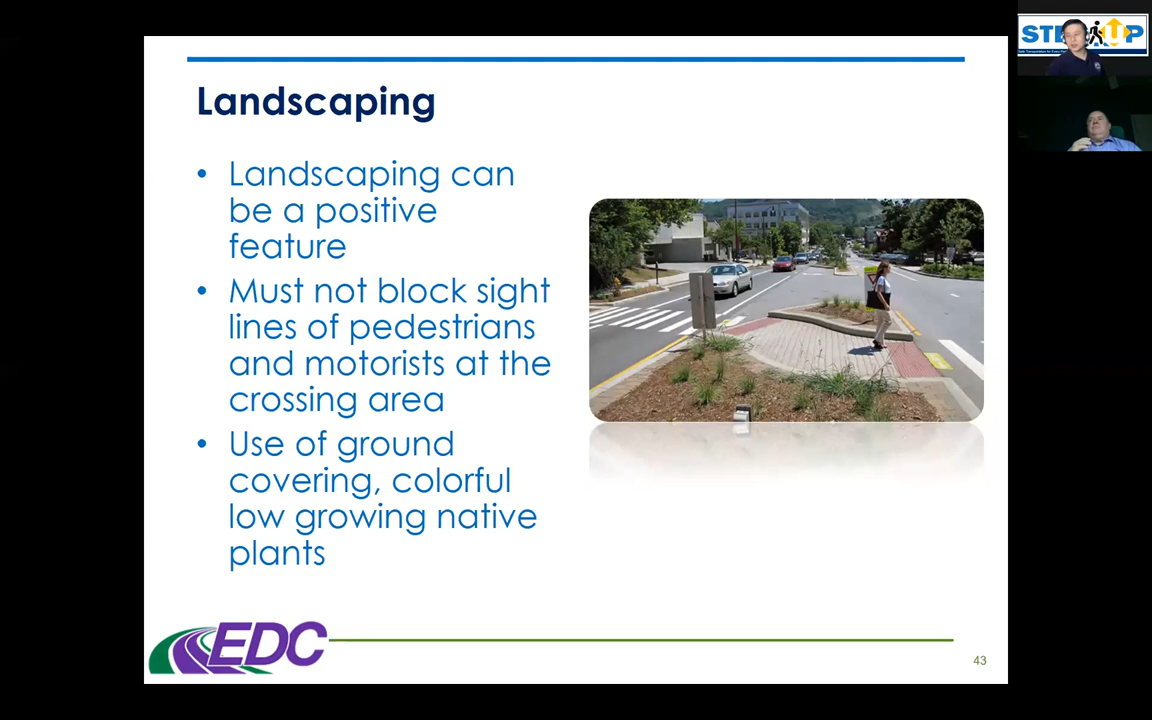 Landscaping
• Landscaping can
be a positive
feature
• Must not block sight
lines of pedestrians
and motorists at the
crossing area
• Use of ground
covering, colorful
low growing native
plants
EDC
43